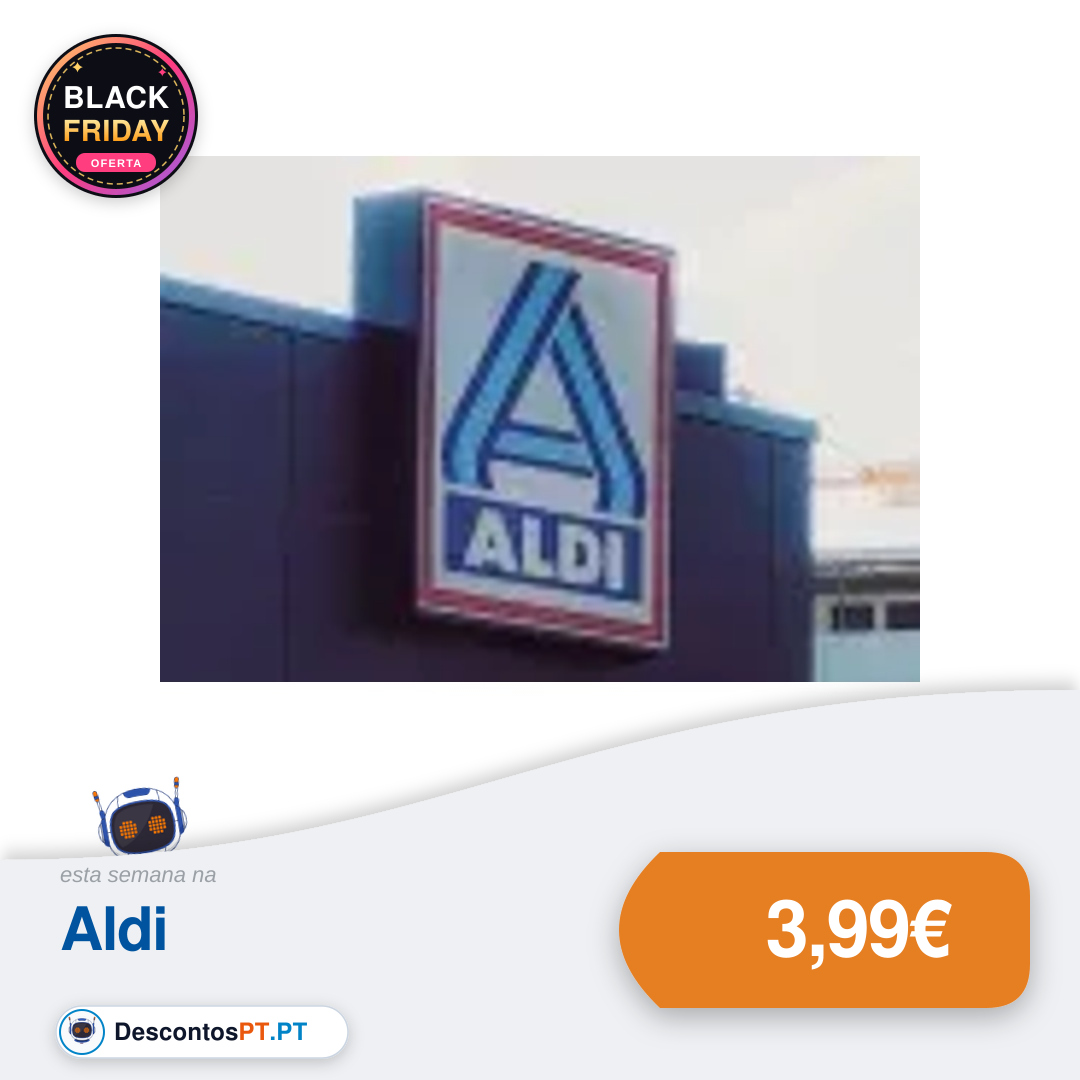 BLACK
FRIDAY
OFERTA
ALDI
esta semana na
Aldi
3,99€
DescontosPT.PT